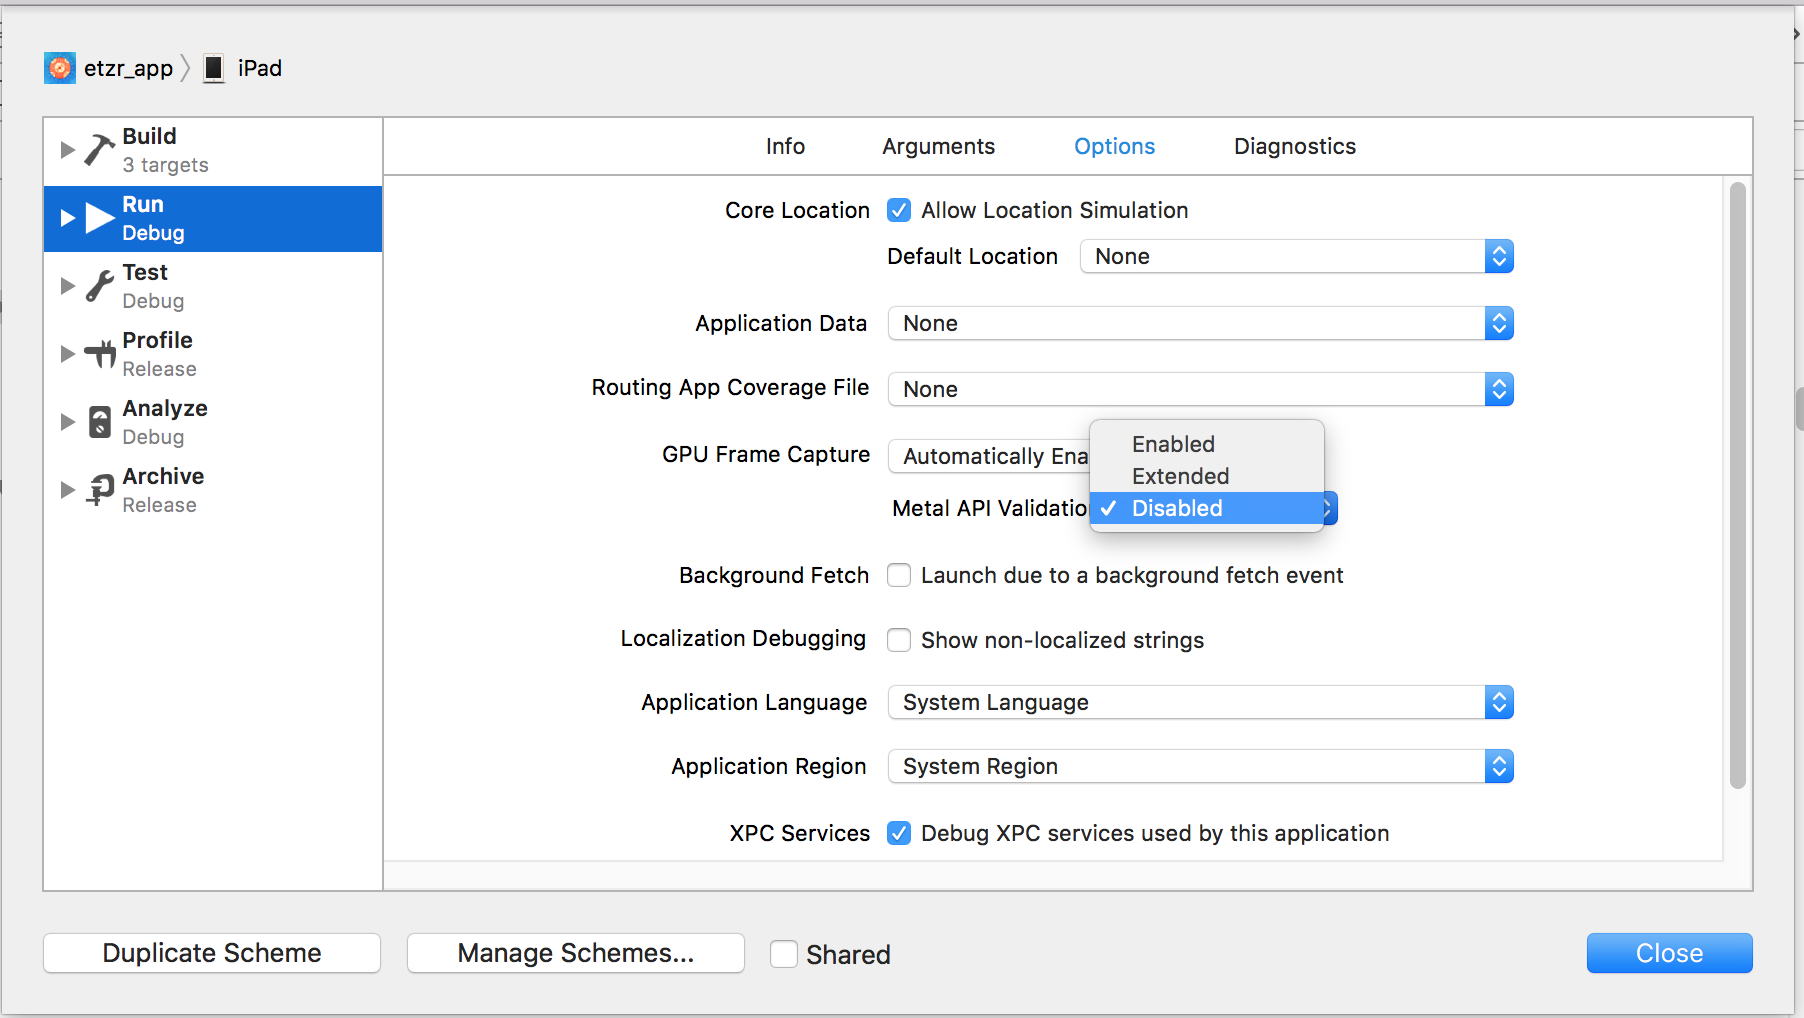 etzr_app
iPad
Build
3 targets
Run
Debug
Test
Debug
Profile
Release
Analyze
Debug
Archive
Release
Info Arguments Options Diagnostics
Core Location Allow Location Simulation
Default Location None
Application Data None
Routing App Coverage File None
GPU Frame Capture Automatically Ena
Enabled
Extended
Metal API Validatio Disabled
Background Fetch Launch due to a background fetch event
Localization Debugging Show non-localized strings
Application Language System Language
Application Region System Region
XPC Services Debug XPC services used by this application
Duplicate Scheme Manage Schemes... Shared Close